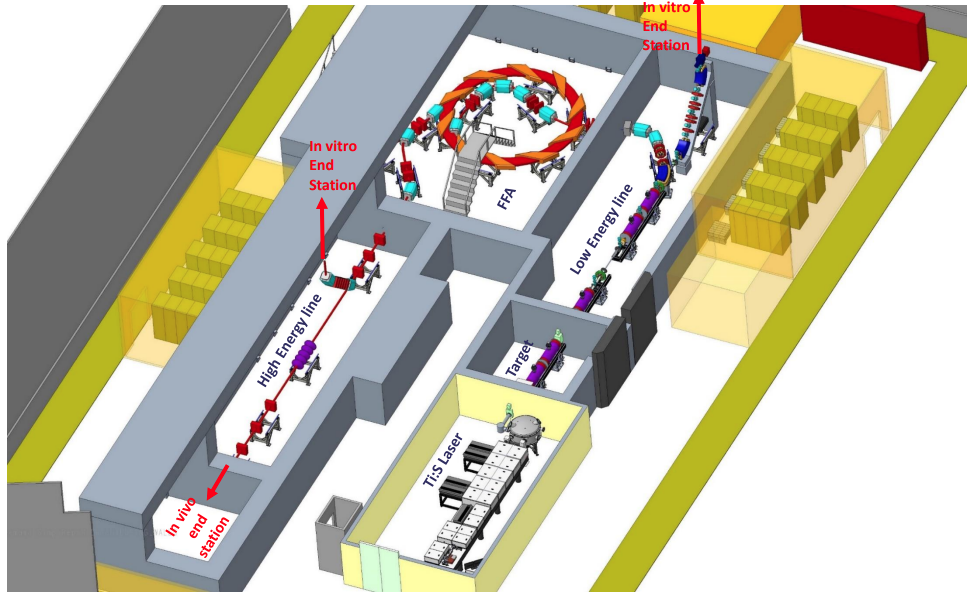 In vitro
End
Station
In vitro
End
Station
FFA
Low Energy line
High Energy line
Target
Ti:S Laser
In vivo
end
station